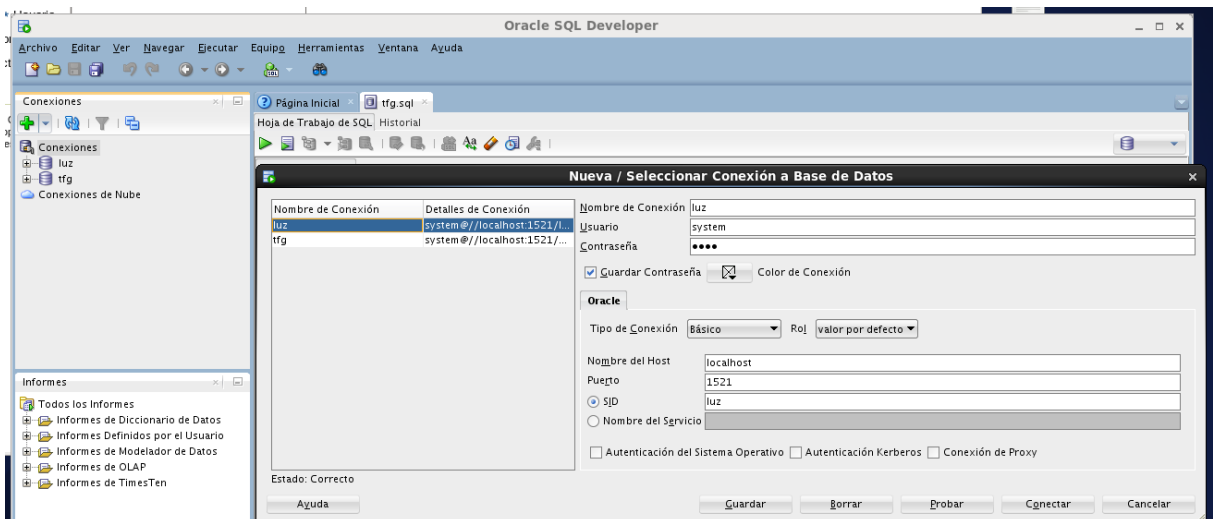 Oracle SQL Developer
Archivo Editar Ver Navegar Ejecutar Equipo Herramientas Ventana Ayuda
Conexiones
Conexiones
luz
tfg
Conexiones de Nube
Página Inicial tfg.sql
Hoja de Trabajo de SQL Historial
Nueva / Seleccionar Conexión a Base de Datos
Nombre de Conexión Detalles de Conexión
luz system@//localhost:1521/l...
tfg system@//localhost:1521/...
Estado: Correcto
Nombre de Conexión luz
Usuario system
Contraseña ••••
Guardar Contraseña Color de Conexión
Oracle
Tipo de Conexión Básico Rol valor por defecto
Nombre del Host localhost
Puerto 1521
SID luz
Nombre del Servicio
Autenticación del Sistema Operativo Autenticación Kerberos Conexión de Proxy
Ayuda Guardar Borrar Probar Conectar Cancelar
Informes
Todos los Informes
Informes de Diccionario de Datos
Informes Definidos por el Usuario
Informes de Modelador de Datos
Informes de OLAP
Informes de TimesTen